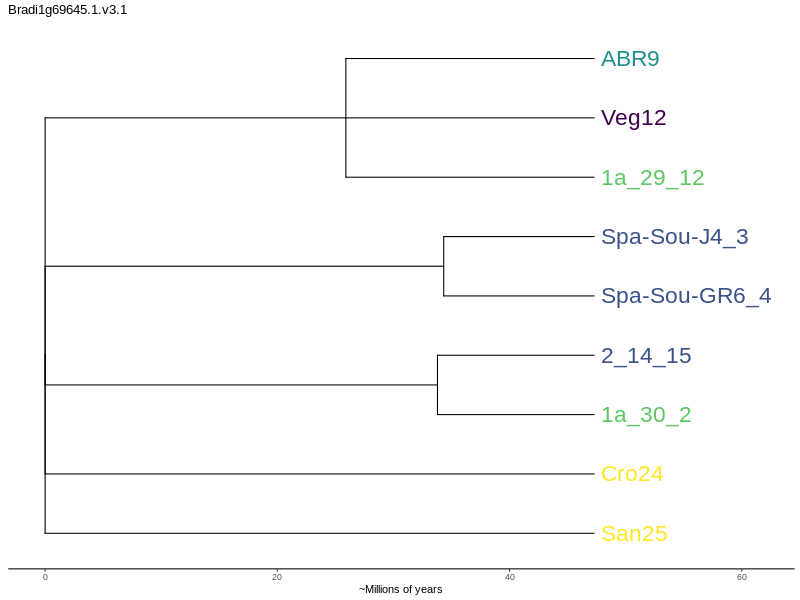 Bradi1g69645.1.v3.1
ABR9
Veg12
1a_29_12
Spa-Sou-J4_3
Spa-Sou-GR6_4
2_14_15
1a_30_2
Cro24
San25
0 20 40 60
~Millions of years